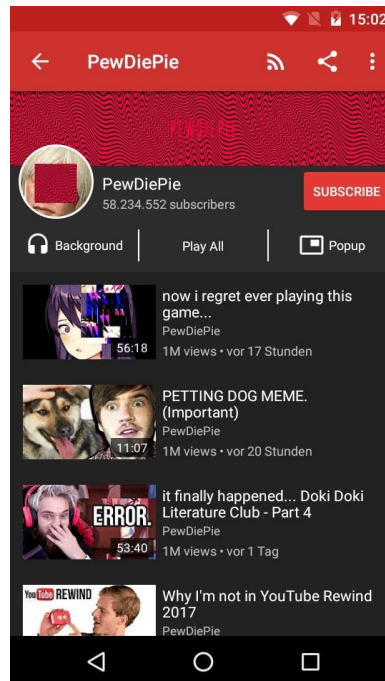 15:02
PewDiePie
PEWDIEPIE
PewDiePie
58.234.552 subscribers
SUBSCRIBE
Background
Play All
Popup
now i regret ever playing this
game...
PewDiePie
56:18
1M views • vor 17 Stunden
PETTING DOG MEME.
(Important)
PewDiePie
11:07
1M views • vor 20 Stunden
it finally happened... Doki Doki
Literature Club - Part 4
ERROR.
PewDiePie
53:40
1M views • vor 1 Tag
You Tube REWIND
Why I'm not in YouTube Rewind
2017
PewDiePie